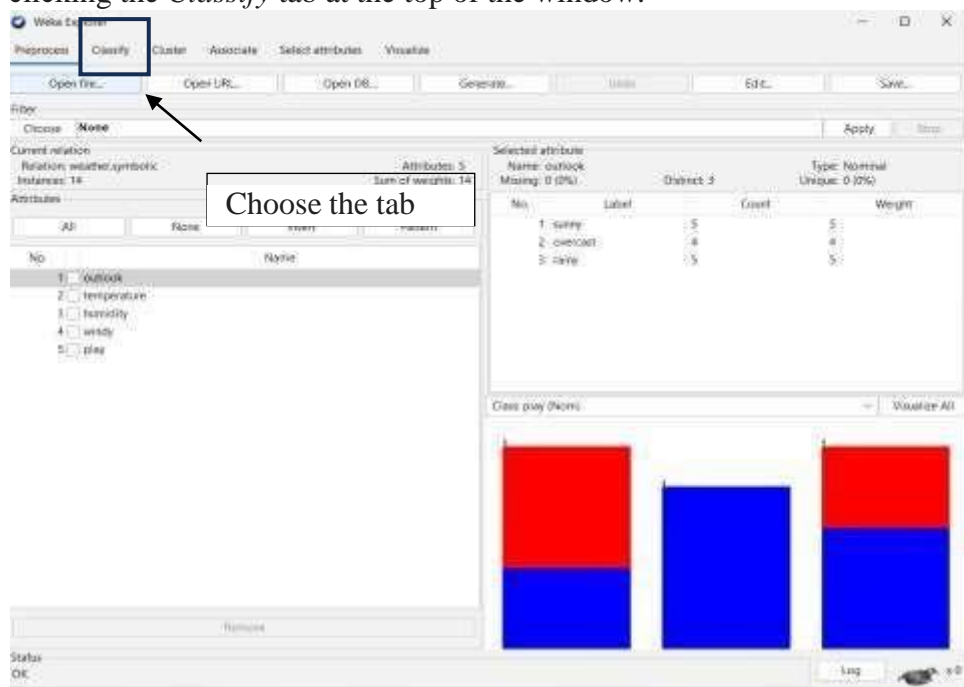 clicking the Classify tab at the top of the window.
Weka Explorer
Preprocess Classify Cluster Associate Select attributes Visualize
Open file... Open URL... Open DB... Generate... Undo Edit... Save...
Filter
Choose None Apply Stop
Current relation
Relation: weather.symbolic Attributes: 5
Instances: 14 Sum of weights: 14
Selected attribute
Name: outlook Type: Nominal
Missing: 0 (0%) Distinct: 3 Unique: 0 (0%)
Attributes
Choose the tab
All None Invert Pattern
No. Name
1 outlook
2 temperature
3 humidity
4 windy
5 play
No. Label Count Weight
1 sunny 5 5
2 overcast 4 4
3 rainy 5 5
Class: play (Nom) Visualize All
Remove
Status
OK Log x 0